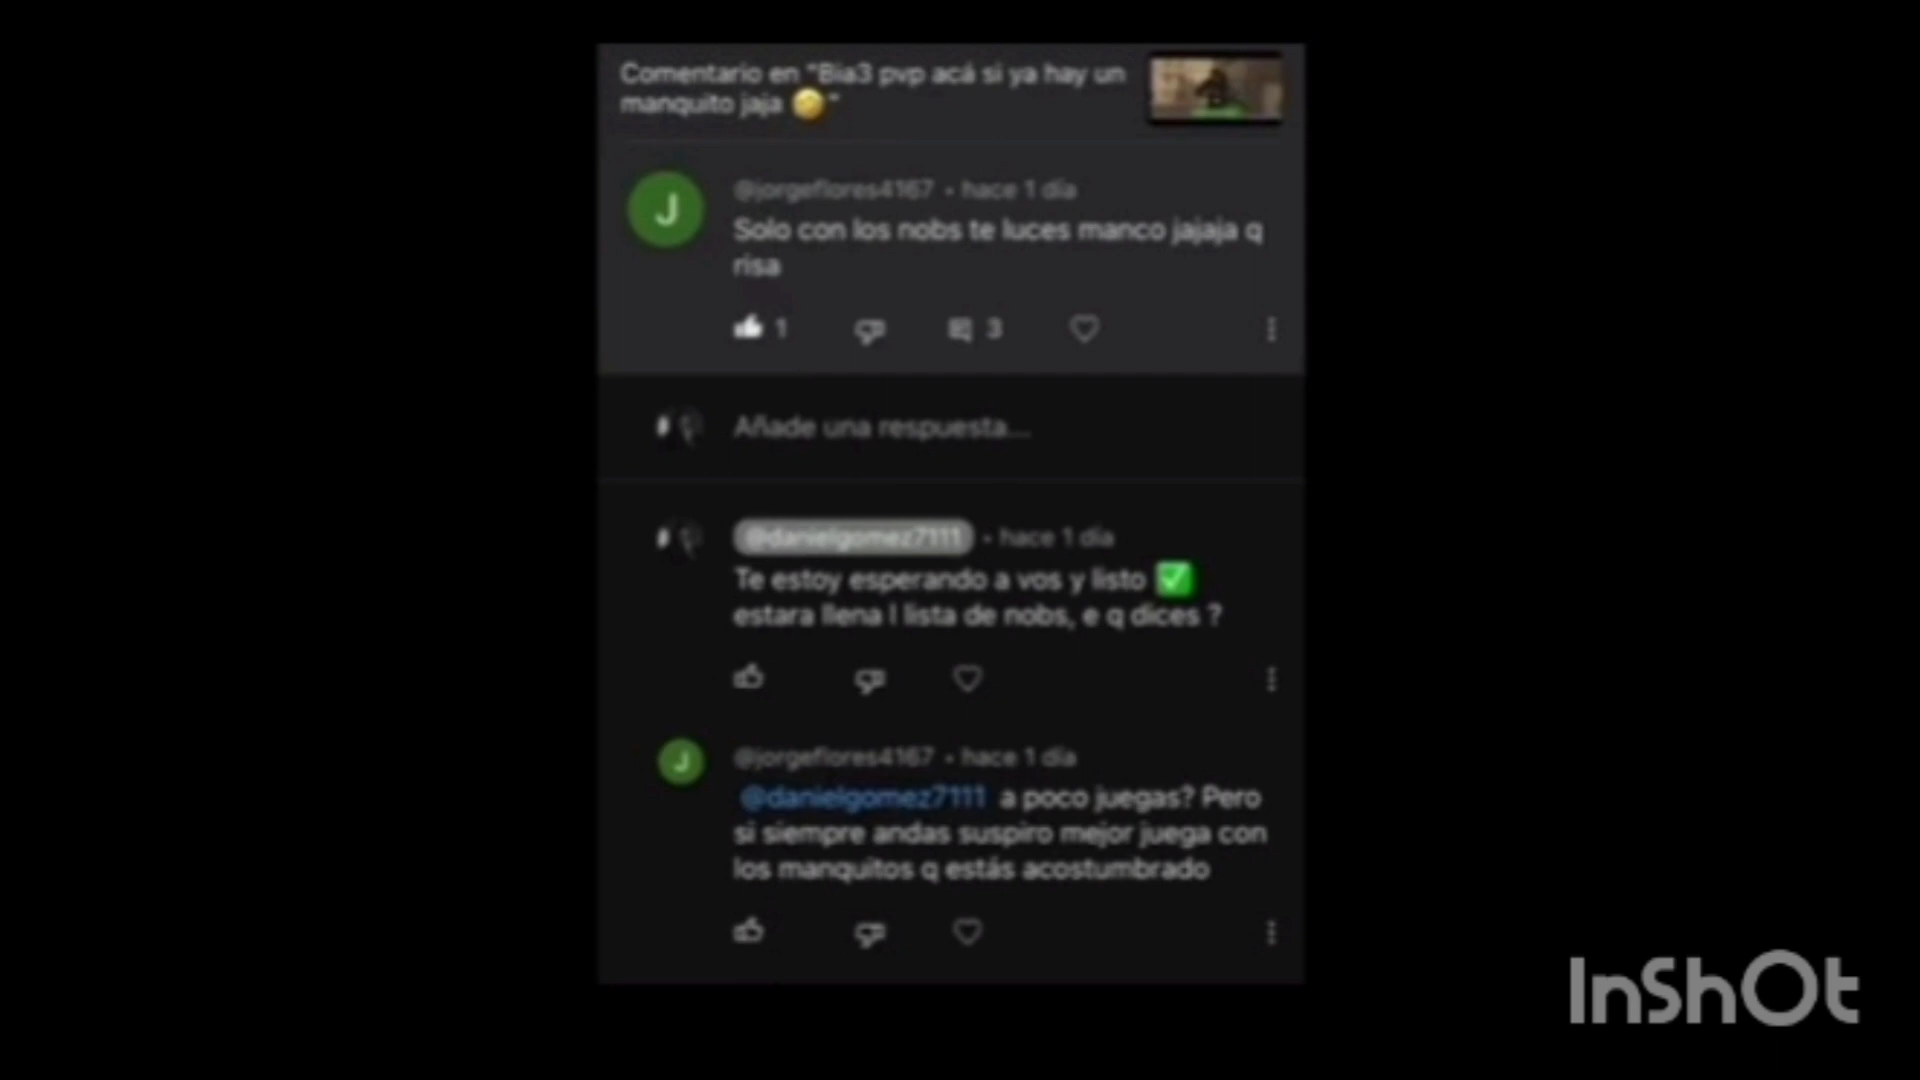 Comentario en "Bia3 pvp acá si ya hay un
manquito jaja 🤣"
@jorgeflores4167 • hace 1 día
Solo con los nobs te luces manco jajaja q
risa
1 3
Añade una respuesta...
@danielgomez7111 • hace 1 día
Te estoy esperando a vos y listo ✅
estara llena l lista de nobs, e q dices ?
@jorgeflores4167 • hace 1 día
@danielgomez7111 a poco juegas? Pero
si siempre andas suspiro mejor juega con
los manquitos q estás acostumbrado
InShOt